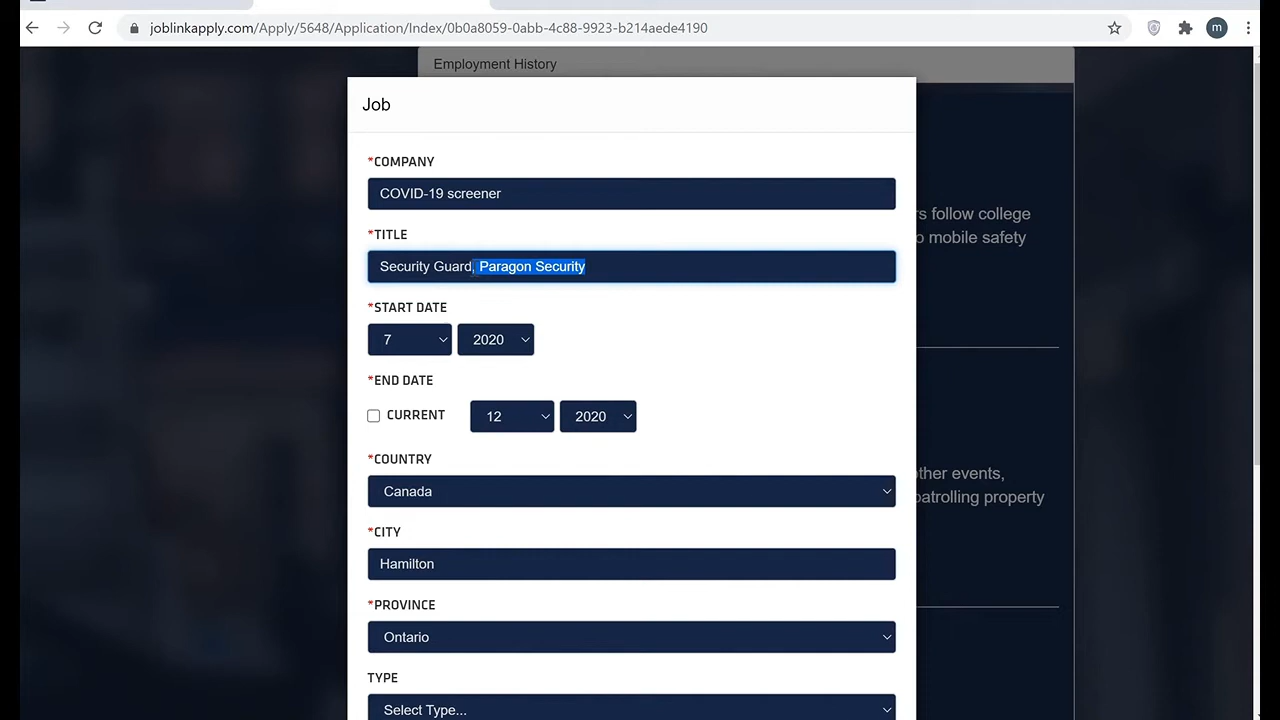 joblinkapply.com/Apply/5648/Application/Index/0b0a8059-0abb-4c88-9923-b214aede4190
m
Employment History
Job
*COMPANY
COVID-19 screener
*TITLE
Security Guard, Paragon Security
*START DATE
7 2020
*END DATE
CURRENT 12 2020
*COUNTRY
Canada
*CITY
Hamilton
*PROVINCE
Ontario
TYPE
Select Type...
s follow college
mobile safety
other events,
patrolling property